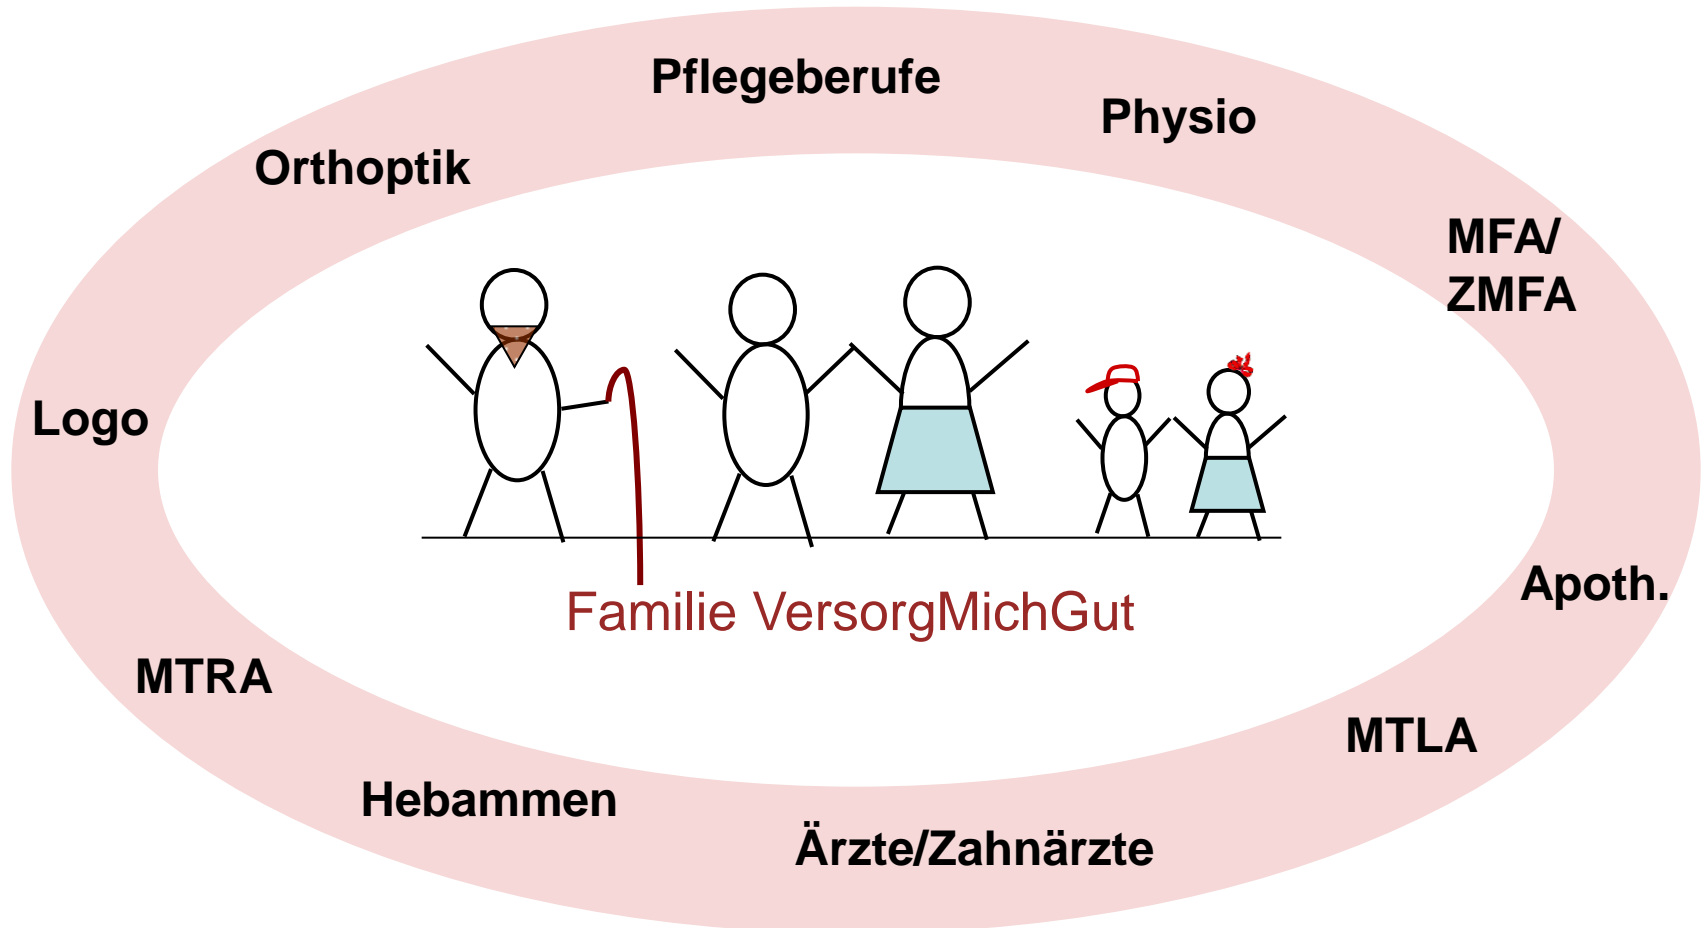 Pflegeberufe
Physio
Orthoptik
MFA/
ZMFA
Logo
Apoth.
Familie VersorgMichGut
MTRA
MTLA
Hebammen
Ärzte/Zahnärzte